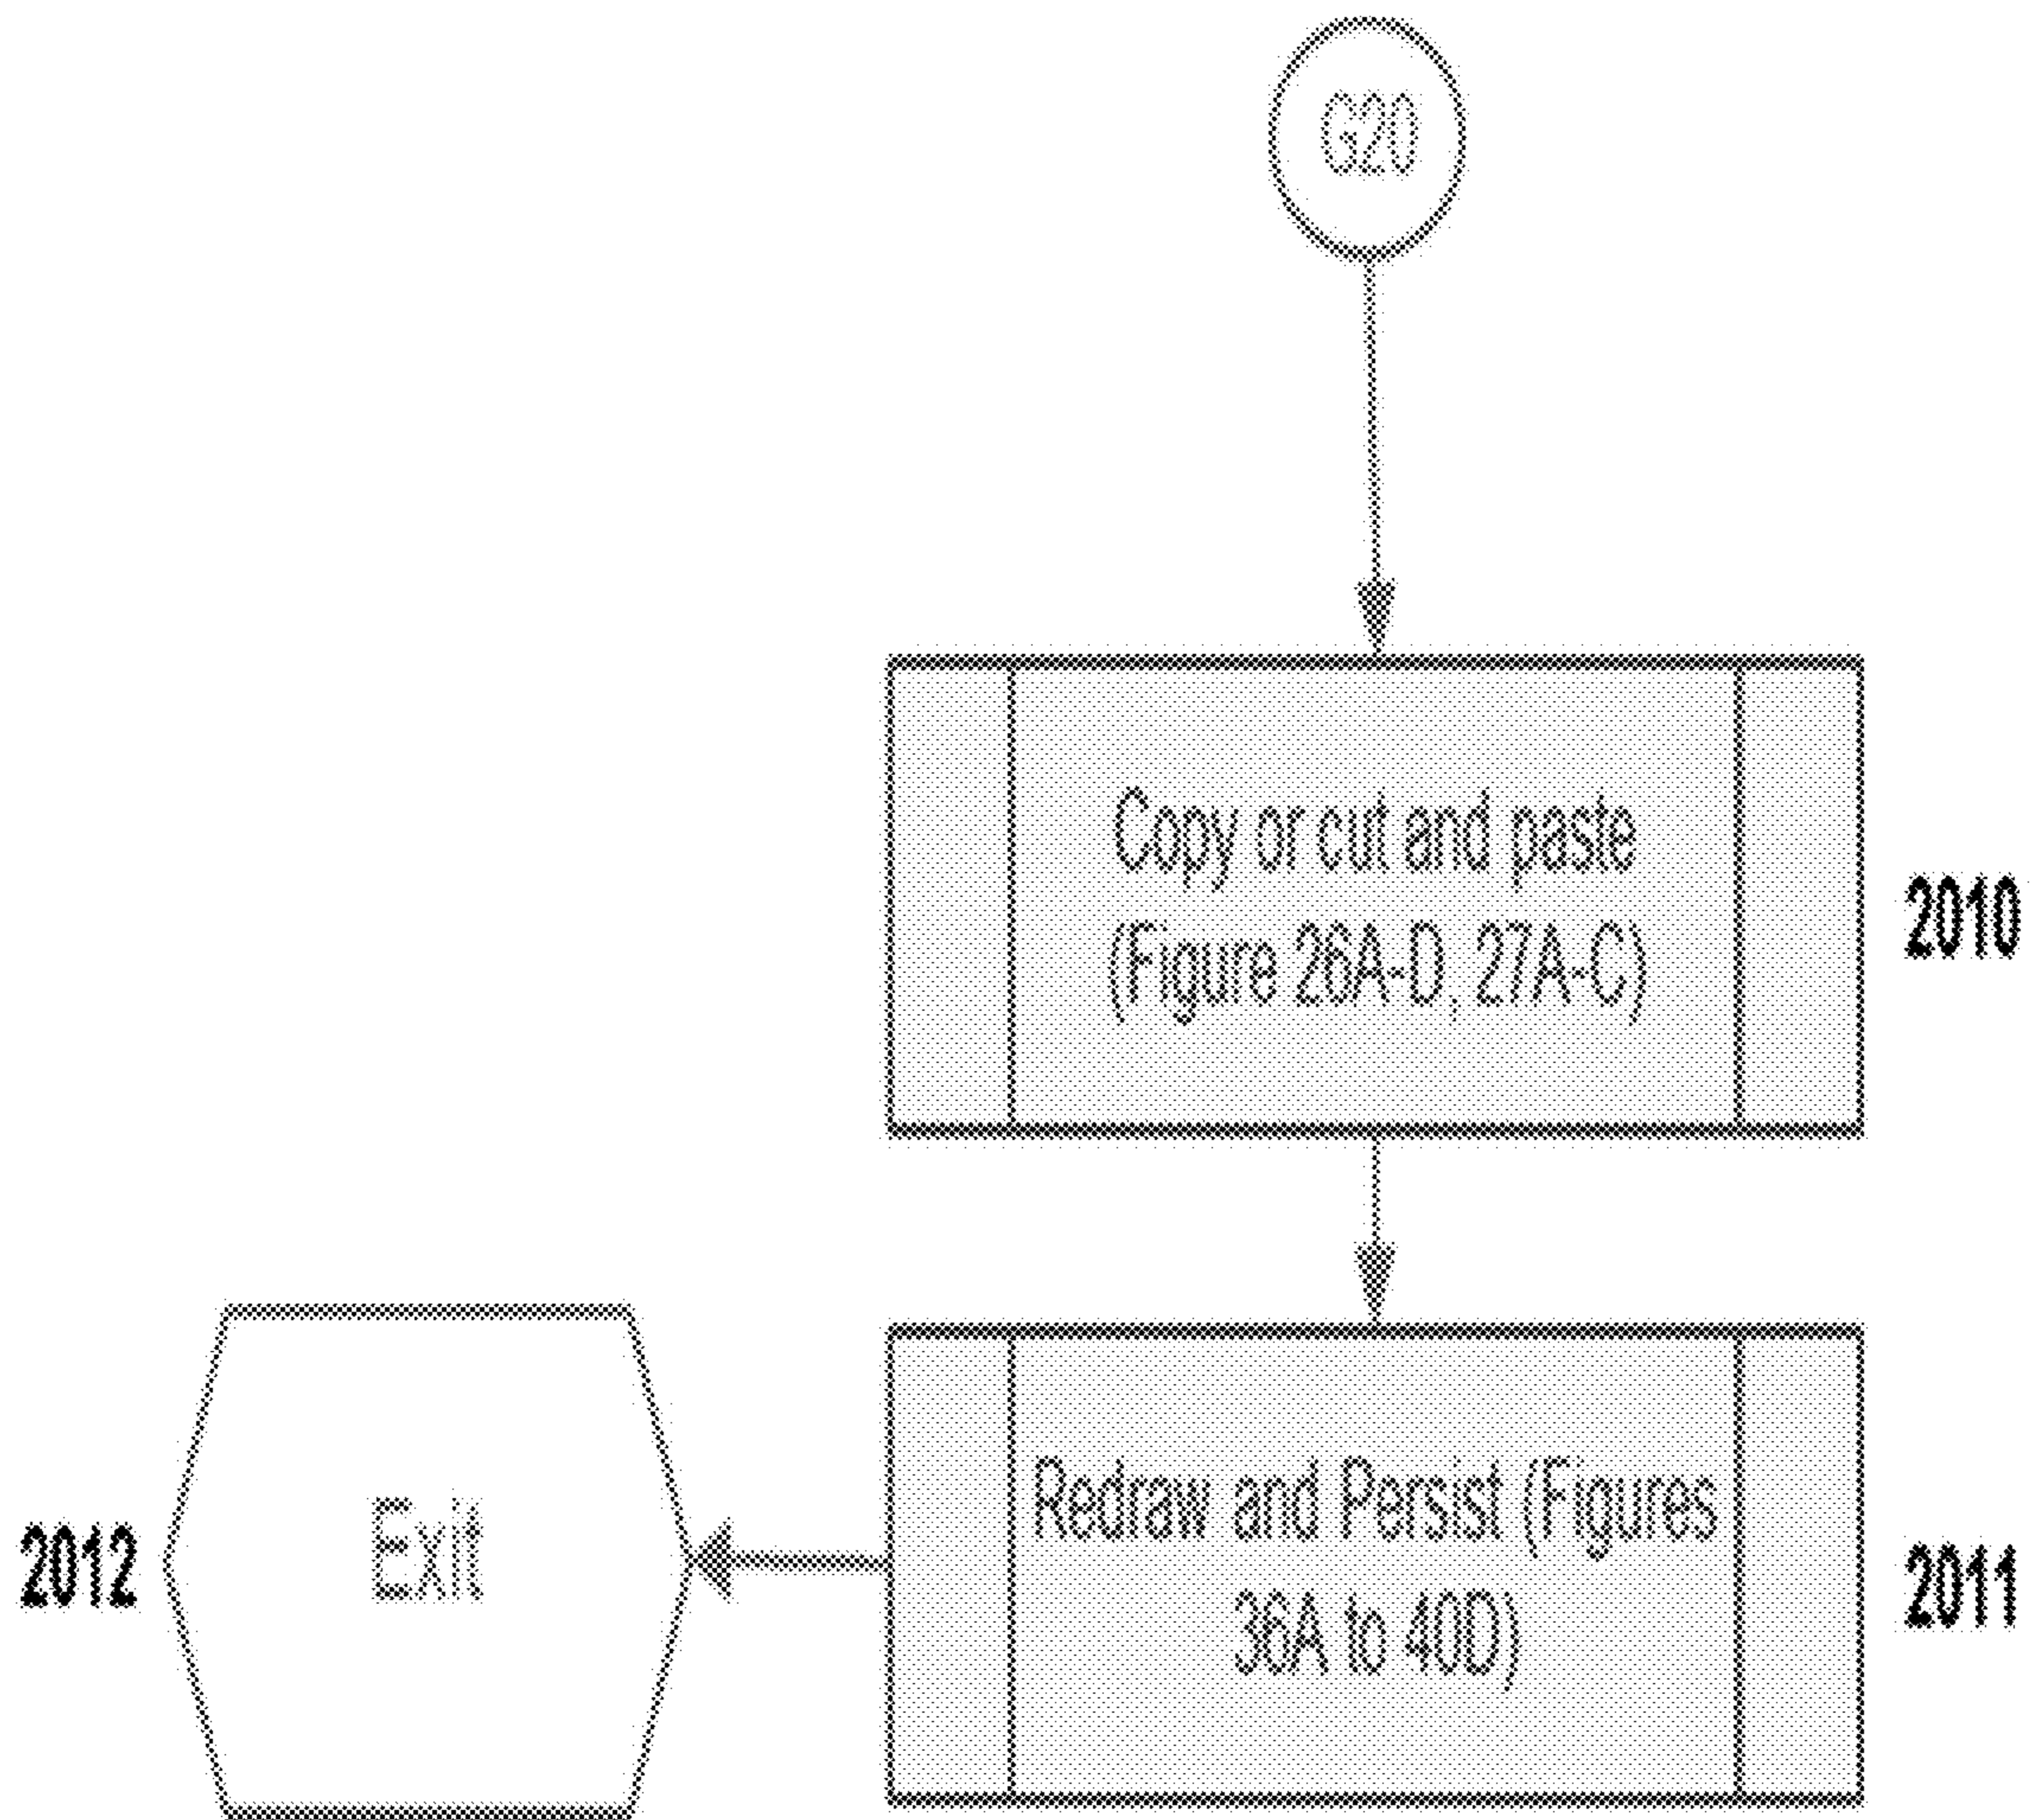 G20
Copy or cut and paste
(Figure 26A-D, 27A-C)
2010
Redraw and Persist (Figures
36A to 40D)
2011
Exit
2012